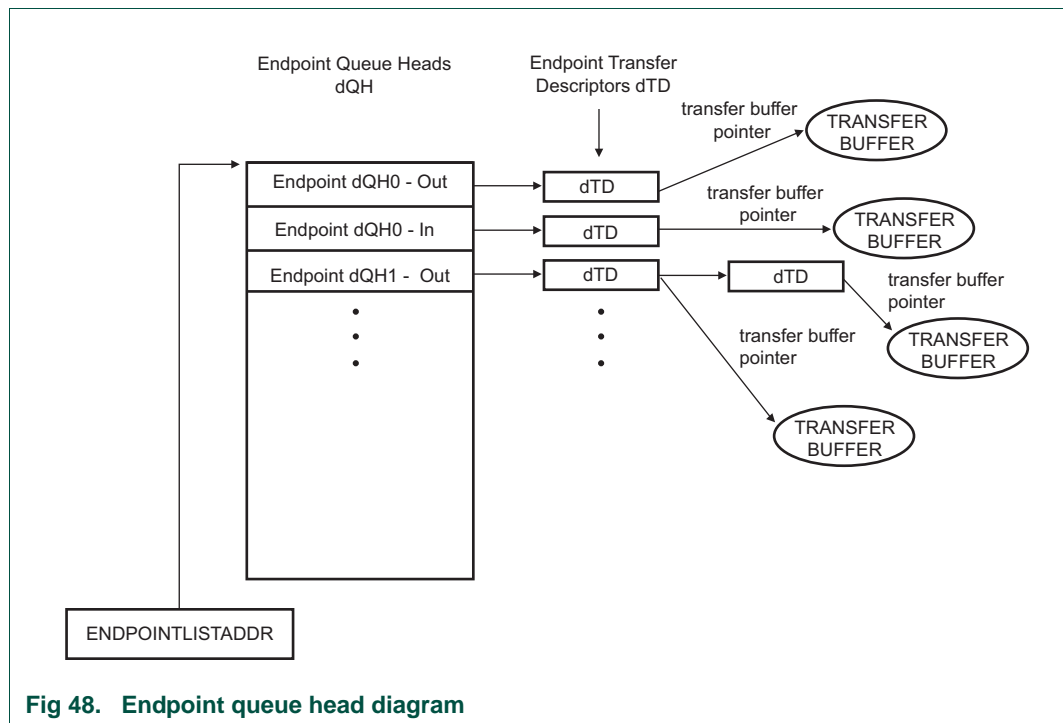 Endpoint Queue Heads
dQH
Endpoint Transfer
Descriptors dTD
transfer buffer
pointer
TRANSFER
BUFFER
Endpoint dQH0 - Out
dTD
transfer buffer
pointer
Endpoint dQH0 - In
dTD
TRANSFER
BUFFER
Endpoint dQH1 - Out
dTD
dTD
transfer buffer
pointer
transfer buffer
pointer
TRANSFER
BUFFER
TRANSFER
BUFFER
ENDPOINTLISTADDR
Fig 48. Endpoint queue head diagram